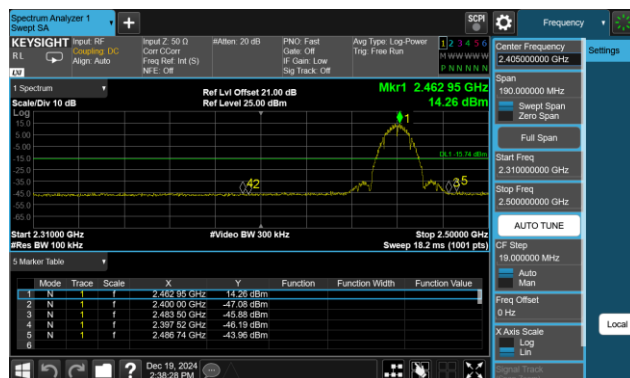 Spectrum Analyzer 1
Swept SA
+
SCPI
Frequency
KEYSIGHT
RL
LXI
Input: RF
Coupling: DC
Align: Auto
Input Z: 50 Ω
Corr CCorr
Freq Ref: Int (S)
NFE: Off
#Atten: 20 dB
PNO: Fast
Gate: Off
IF Gain: Low
Sig Track: Off
Avg Type: Log-Power
Trig: Free Run
1 2 3 4 5 6
M W W W W W
P N N N N N
1 Spectrum
Scale/Div 10 dB
Log
Ref Lvl Offset 21.00 dB
Ref Level 25.00 dBm
Mkr1 2.462 95 GHz
14.26 dBm
15.0
5.00
-5.00
-15.0
-25.0
-35.0
-45.0
-55.0
-65.0
1
DL1 -15.74 dBm
42
35
Start 2.31000 GHz
#Res BW 100 kHz
#Video BW 300 kHz
Stop 2.50000 GHz
Sweep 18.2 ms (1001 pts)
5 Marker Table
Mode Trace Scale X Y Function Function Width Function Value
1 N 1 f 2.462 95 GHz 14.26 dBm
2 N 1 f 2.400 00 GHz -47.08 dBm
3 N 1 f 2.483 50 GHz -45.88 dBm
4 N 1 f 2.397 52 GHz -46.19 dBm
5 N 1 f 2.486 74 GHz -43.96 dBm
6
?
Dec 19, 2024
2:38:28 PM
Center Frequency
2.405000000 GHz
Settings
Span
190.000000 MHz
Swept Span
Zero Span
Full Span
Start Freq
2.310000000 GHz
Stop Freq
2.500000000 GHz
AUTO TUNE
CF Step
19.000000 MHz
Auto
Man
Freq Offset
0 Hz
X Axis Scale
Log
Lin
Local
Signal Track